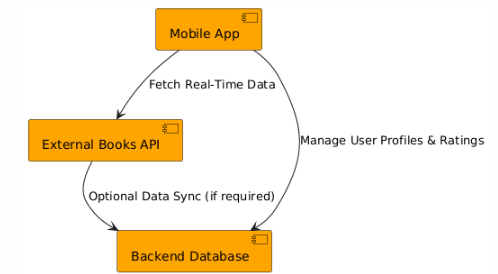 Mobile App
Fetch Real-Time Data
External Books API
Manage User Profiles & Ratings
Optional Data Sync (if required)
Backend Database